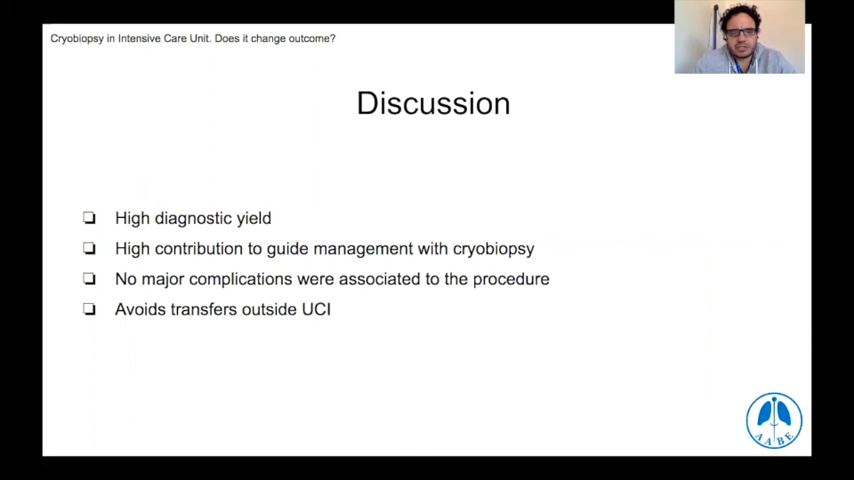 Cryobiopsy in Intensive Care Unit. Does it change outcome?
Discussion
❏ High diagnostic yield
❏ High contribution to guide management with cryobiopsy
❏ No major complications were associated to the procedure
❏ Avoids transfers outside UCI
AABE